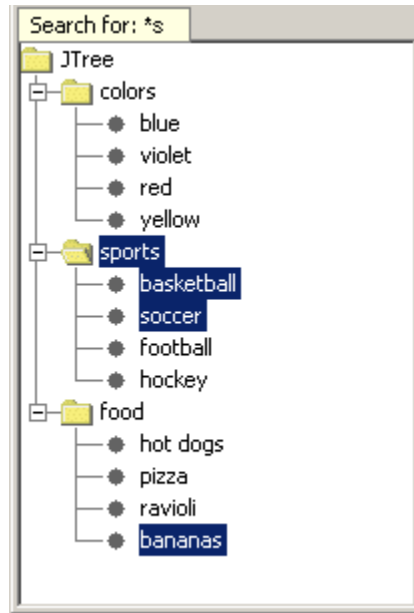 Search for: *s
JTree
colors
blue
violet
red
yellow
sports
basketball
soccer
football
hockey
food
hot dogs
pizza
ravioli
bananas